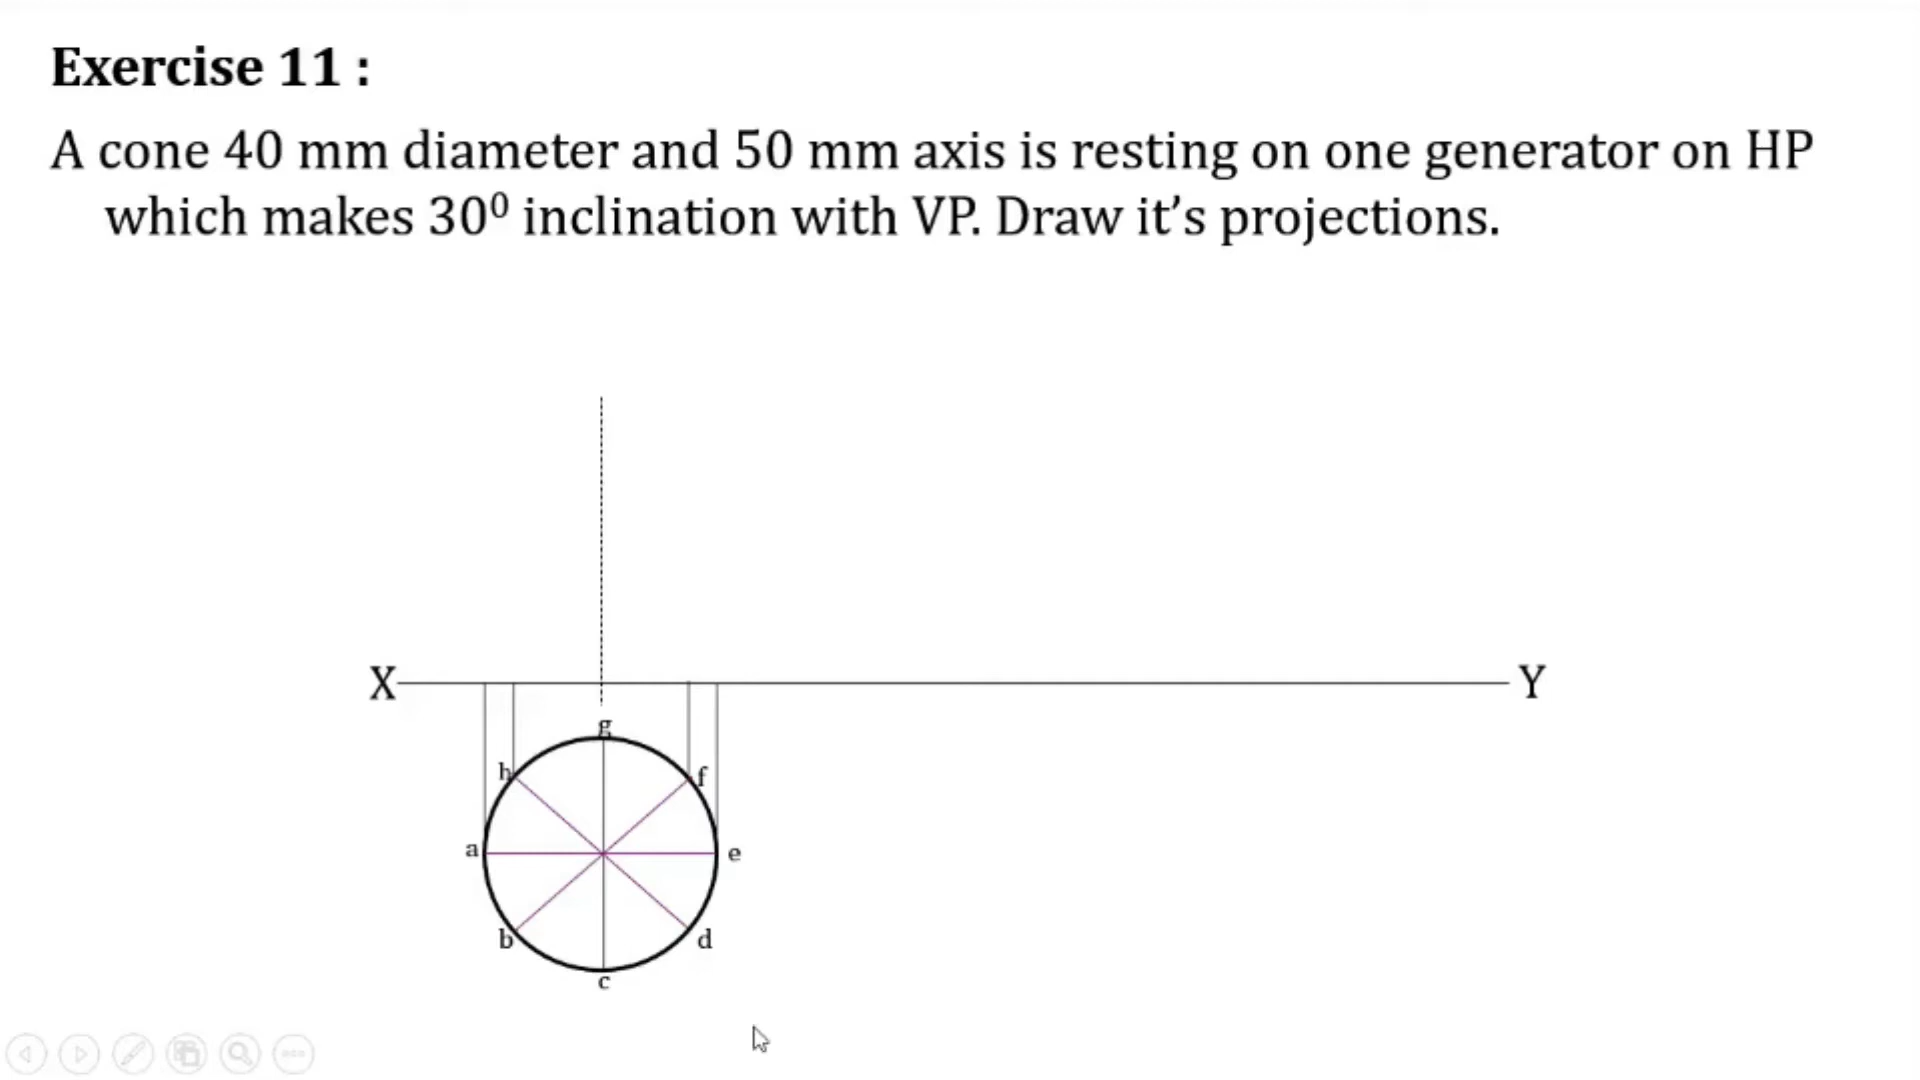 Exercise 11 :
A cone 40 mm diameter and 50 mm axis is resting on one generator on HP
which makes 30⁰ inclination with VP. Draw it’s projections.
X Y
g
h f
a e
b d
c